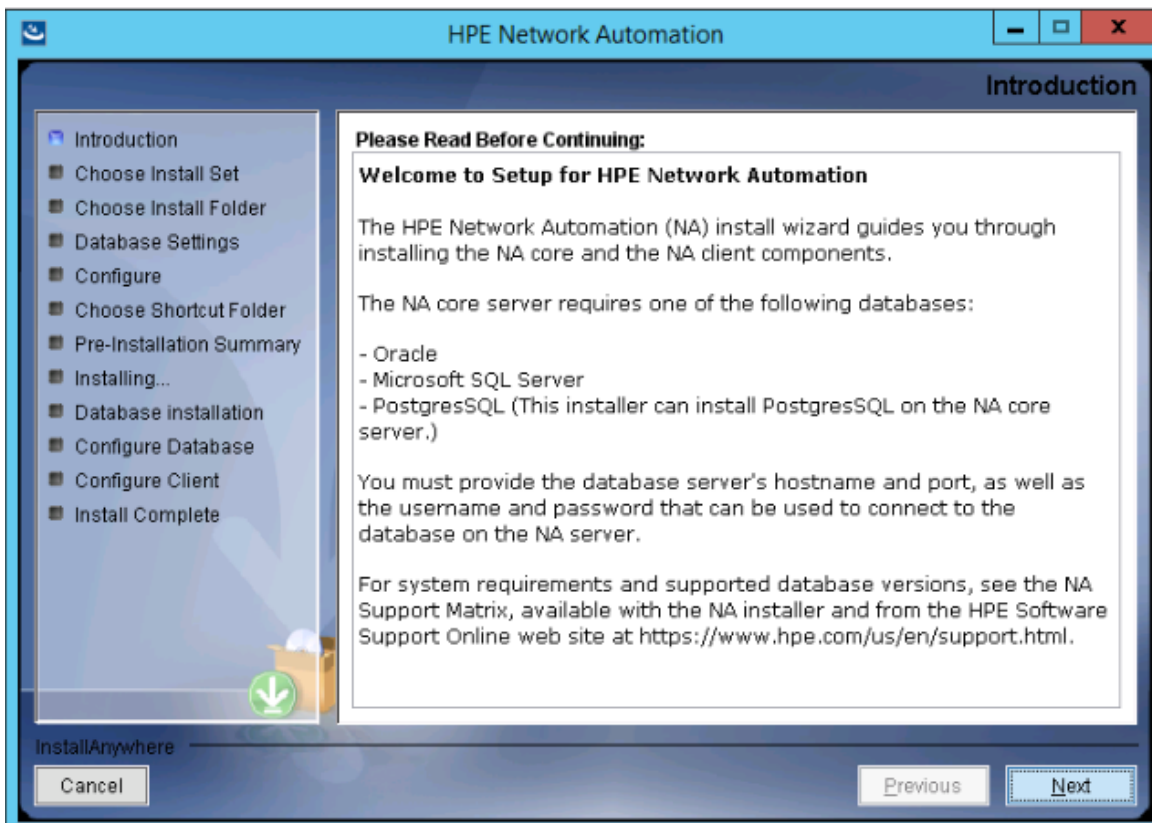 HPE Network Automation
Introduction
Introduction
Choose Install Set
Choose Install Folder
Database Settings
Configure
Choose Shortcut Folder
Pre-Installation Summary
Installing...
Database installation
Configure Database
Configure Client
Install Complete
Please Read Before Continuing:
Welcome to Setup for HPE Network Automation
The HPE Network Automation (NA) install wizard guides you through
installing the NA core and the NA client components.
The NA core server requires one of the following databases:
- Oracle
- Microsoft SQL Server
- PostgresSQL (This installer can install PostgresSQL on the NA core
server.)
You must provide the database server's hostname and port, as well as
the username and password that can be used to connect to the
database on the NA server.
For system requirements and supported database versions, see the NA
Support Matrix, available with the NA installer and from the HPE Software
Support Online web site at https://www.hpe.com/us/en/support.html.
InstallAnywhere
Cancel
Previous
Next